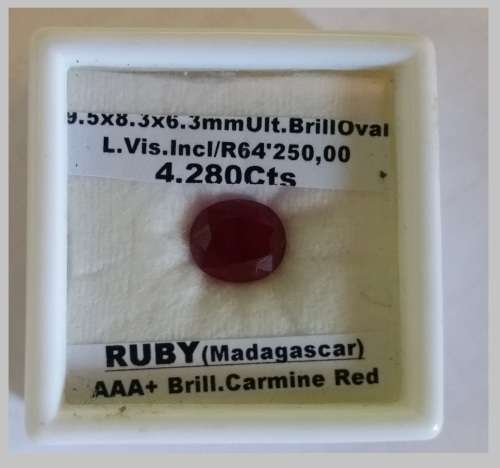 9.5x8.3x6.3mmUlt.BrillOval
L.Vis.Incl/R64'250,00
4.280Cts
RUBY(Madagascar)
AAA+ Brill.Carmine Red